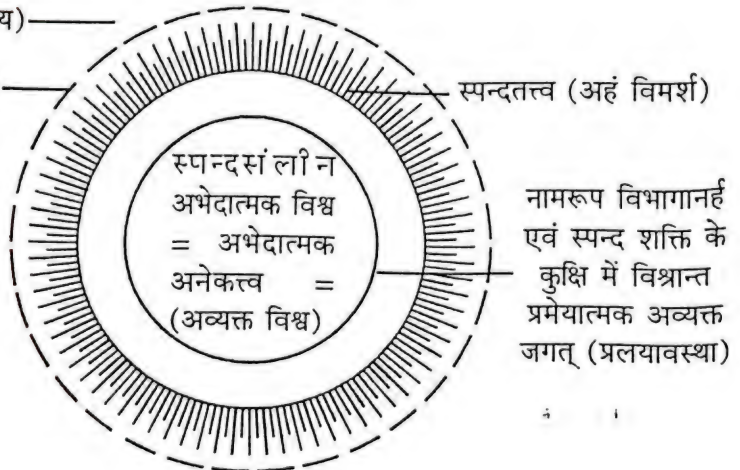 य)
स्पन्दतत्त्व (अहं विमर्श)
स्पन्दसंलीन
अभेदात्मक विश्व
= अभेदात्मक
अनेकत्त्व =
(अव्यक्त विश्व)
नामरूप विभागानर्ह
एवं स्पन्द शक्ति के
कुक्षि में विश्रान्त
प्रमेयात्मक अव्यक्त
जगत् (प्रलयावस्था)